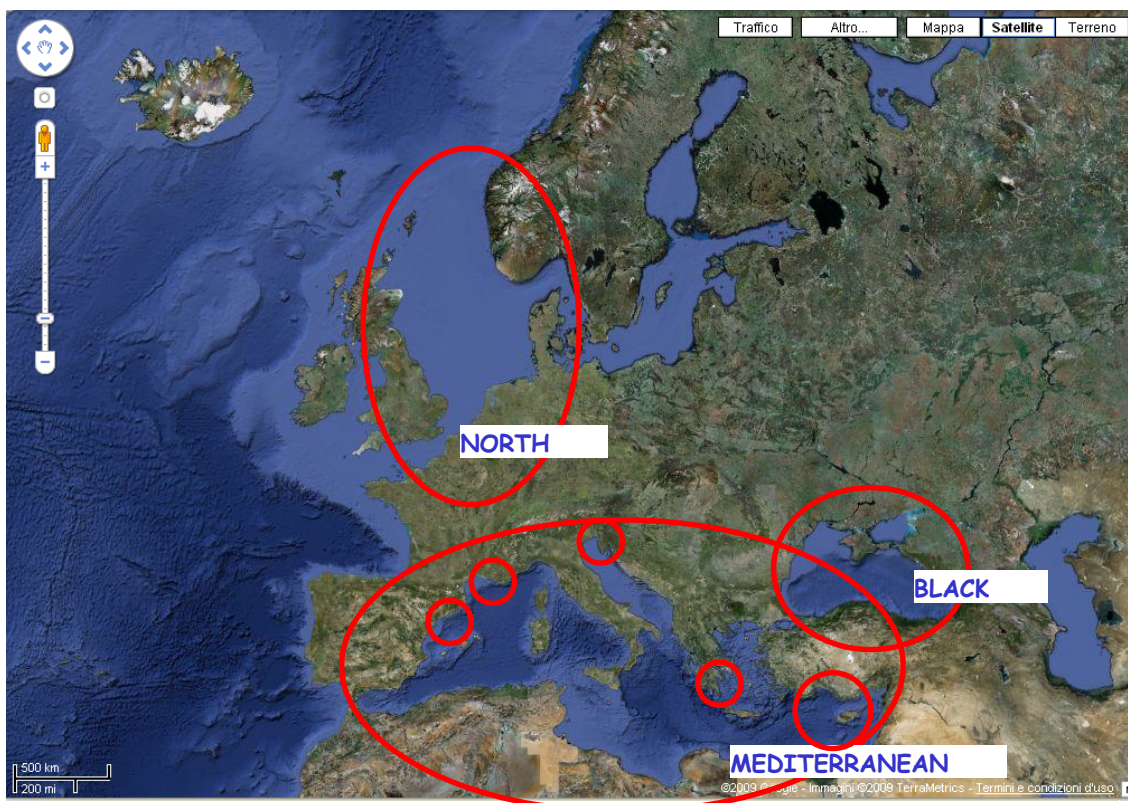 Traffico Altro... Mappa Satellite Terreno
NORTH
BLACK
MEDITERRANEAN
500 km
200 mi
©2009 Google - Immagini ©2009 TerraMetrics - Termini e condizioni d'uso